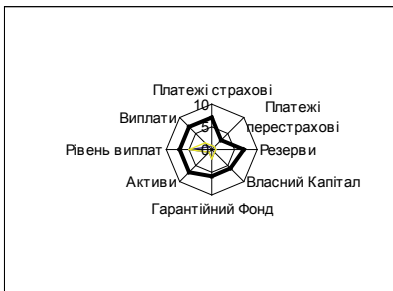 Платежі страхові
10
Платежі
перестрахові
5
0
Виплати
Рівень виплат
Резерви
Активи
Власний Капітал
Гарантійний Фонд